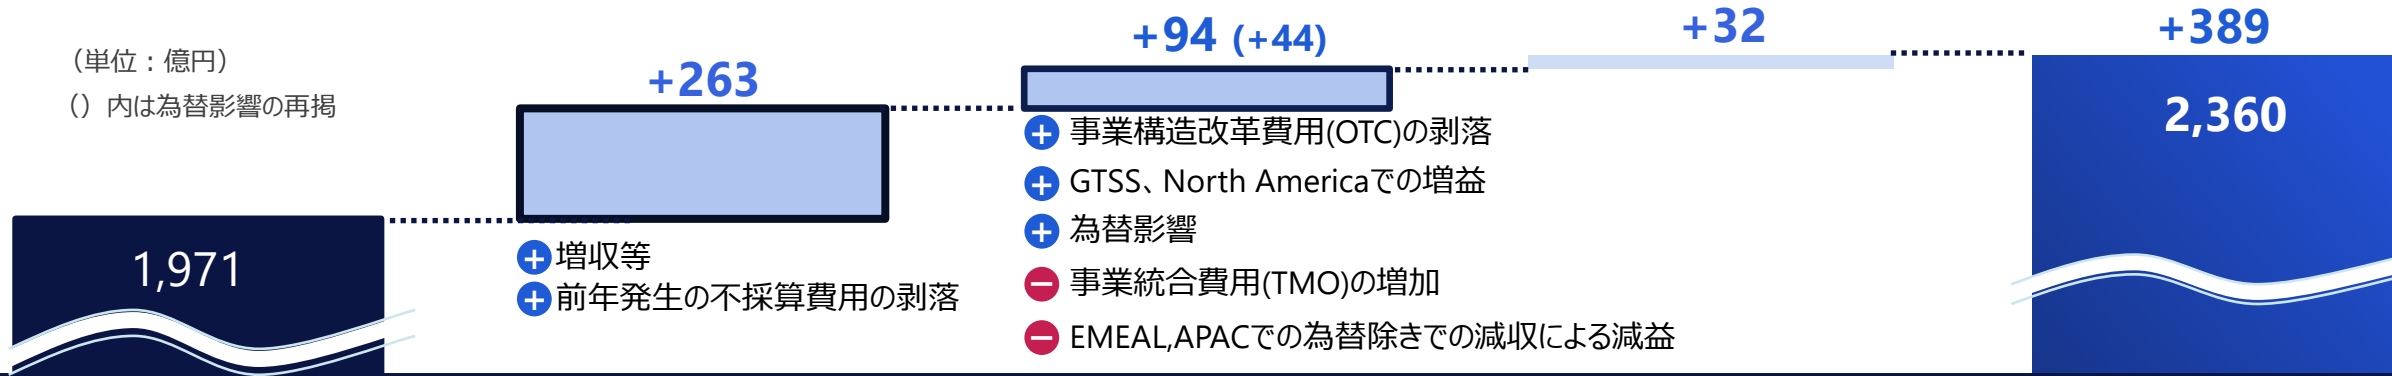 （単位：億円）
（）内は為替影響の再掲
1,971
+263
＋増収等
＋前年発生の不採算費用の剥落
+94 (+44)
＋事業構造改革費用(OTC)の剥落
＋GTSS、North Americaでの増益
＋為替影響
－事業統合費用(TMO)の増加
－EMEAL,APACでの為替除きでの減収による減益
+32
+389
2,360